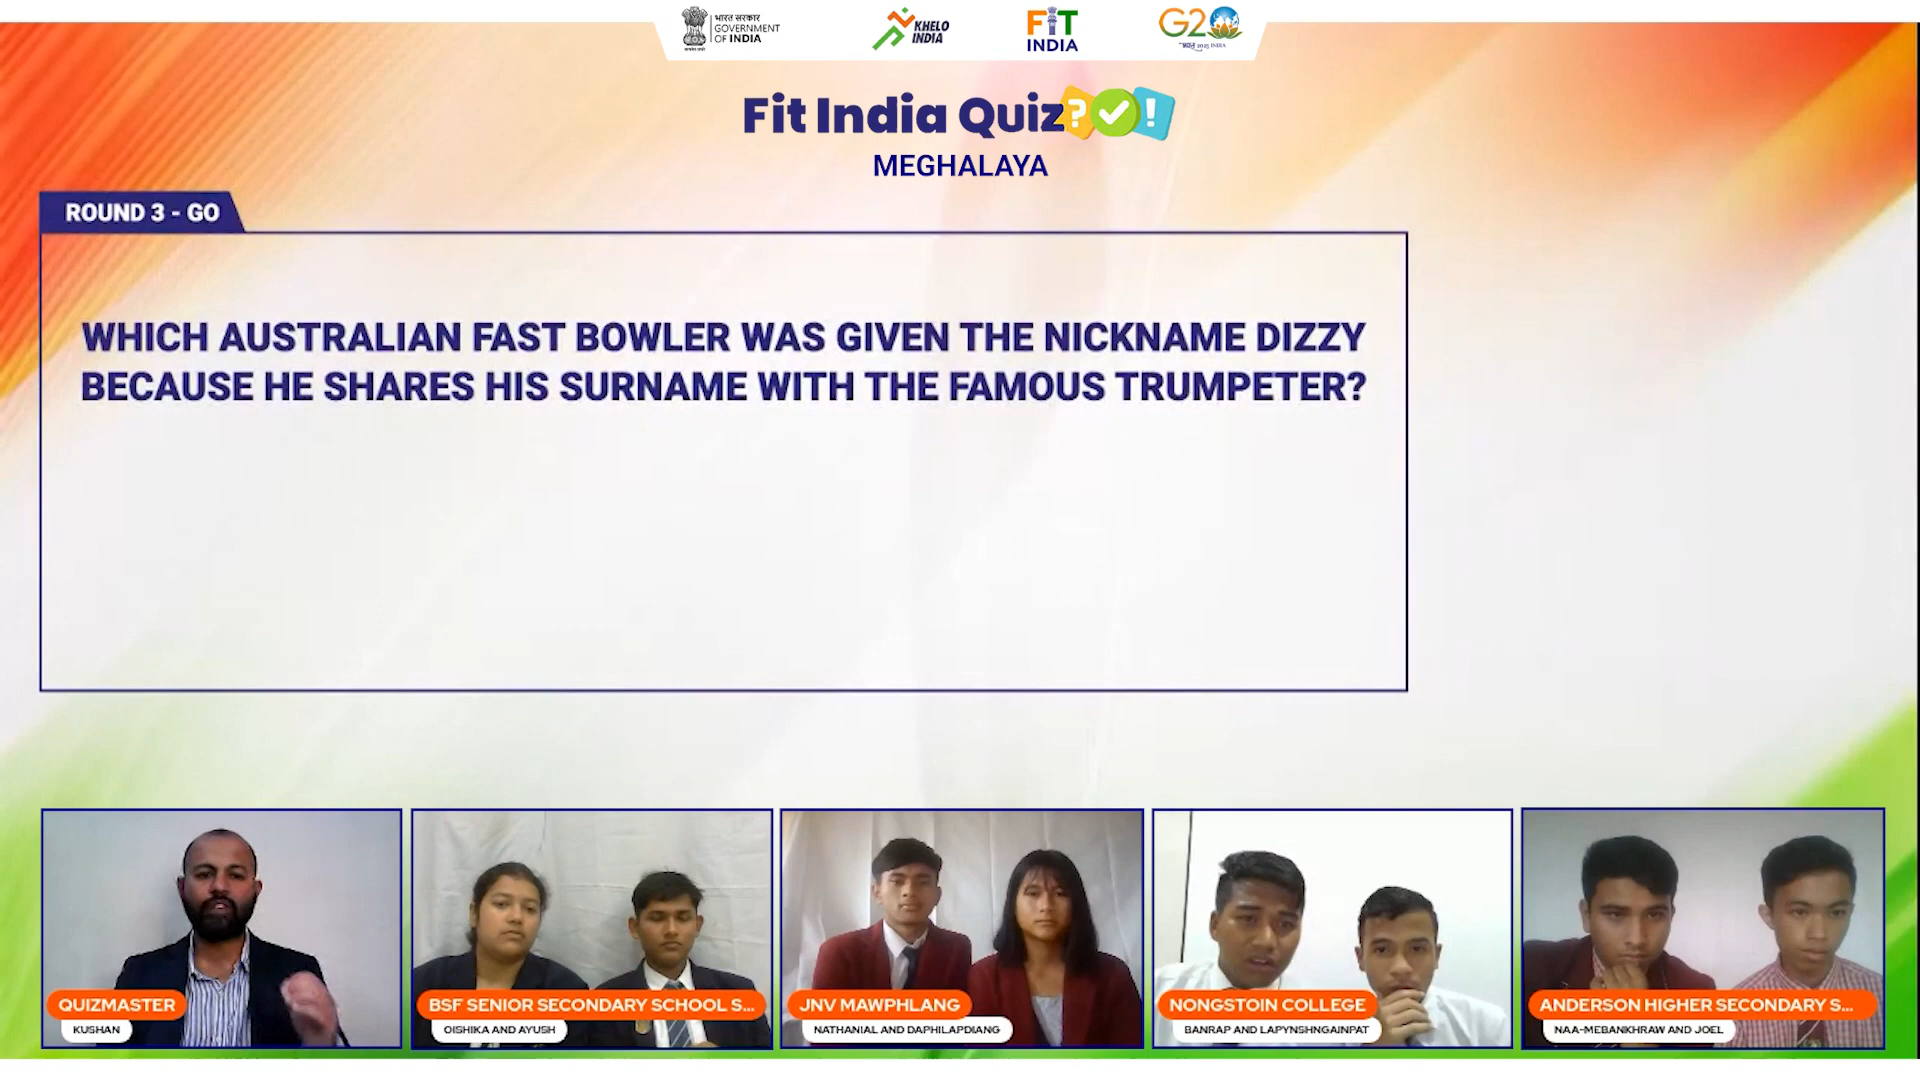 भारत सरकार
GOVERNMENT
OF INDIA
KHELO
INDIA
FIT
INDIA
G20
भारत 2023 INDIA
Fit India Quiz?!
MEGHALAYA
ROUND 3 - GO
WHICH AUSTRALIAN FAST BOWLER WAS GIVEN THE NICKNAME DIZZY
BECAUSE HE SHARES HIS SURNAME WITH THE FAMOUS TRUMPETER?
QUIZMASTER
KUSHAN
BSF SENIOR SECONDARY SCHOOL S...
OISHIKA AND AYUSH
JNV MAWPHLANG
NATHANIAL AND DAPHILAPDIANG
NONGSTOIN COLLEGE
BANRAP AND LAPYNSHNGAINPAT
ANDERSON HIGHER SECONDARY S...
NAA-MEBANKHRAW AND JOEL